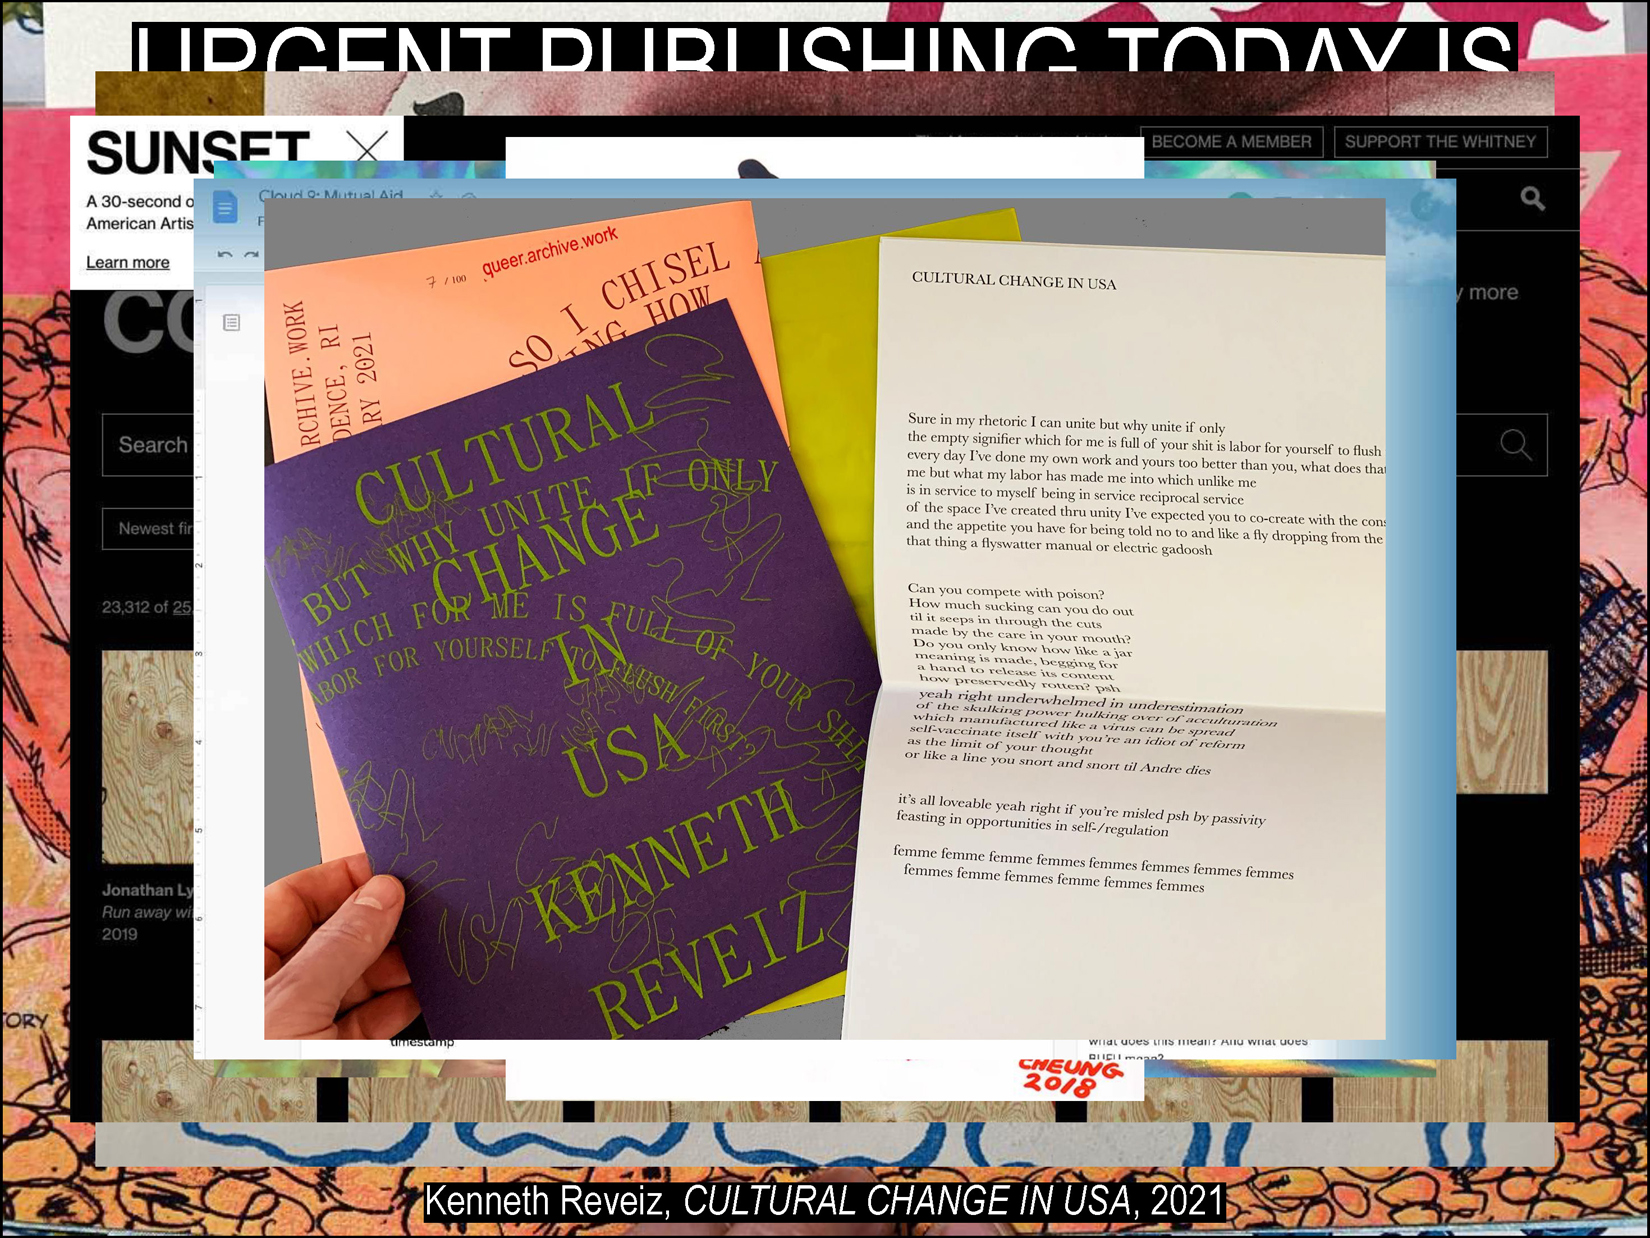 URGENT PUBLISHING TODAY IS
SUNSET
BECOME A MEMBER
SUPPORT THE WHITNEY
A 30-second o
American Artis
Learn more
Cloud 9: Mutual Aid
y more
Search
Newest fir
23,312 of 25,
Jonathan Ly
Run away wi
2019
7 / 100
queer.archive.work
RCHIVE.WORK
DENCE, RI
RY 2021
SO I CHISEL
ING HOW
CULTURAL
BUT WHY UNITE IF ONLY
CHANGE
WHICH FOR ME IS FULL OF YOUR SHI
IN
ABOR FOR YOURSELF TO FLUSH FIRST?
USA
KENNETH
REVEIZ
CULTURAL CHANGE IN USA
Sure in my rhetoric I can unite but why unite if only
the empty signifier which for me is full of your shit is labor for yourself to flush
every day I've done my own work and yours too better than you, what does that
me but what my labor has made me into which unlike me
is in service to myself being in service reciprocal service
of the space I've created thru unity I've expected you to co-create with the cons
and the appetite you have for being told no to and like a fly dropping from the
that thing a flyswatter manual or electric gadoosh
Can you compete with poison?
How much sucking can you do out
til it seeps in through the cuts
made by the care in your mouth?
Do you only know how like a jar
meaning is made, begging for
a hand to release its content
how preservedly rotten? psh
yeah right underwhelmed in underestimation
of the skulking power hulking over of acculturation
which manufactured like a virus can be spread
self-vaccinate itself with you're an idiot of reform
as the limit of your thought
or like a line you snort and snort til Andre dies
it's all loveable yeah right if you're misled psh by passivity
feasting in opportunities in self-/regulation
femme femme femme femmes femmes femmes femmes femmes
femmes femme femmes femme femmes femmes
timestamp
what does this mean? And what does
BUFU mean?
CHEUNG
2018
TORY
Kenneth Reveiz, CULTURAL CHANGE IN USA, 2021